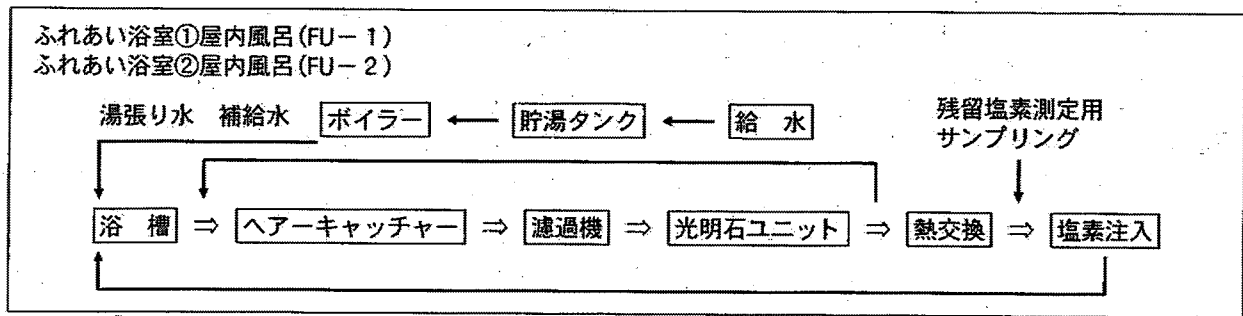 ふれあい浴室①屋内風呂(FU-1)
ふれあい浴室②屋内風呂(FU-2)
湯張り水 補給水 ボイラー ← 貯湯タンク ← 給 水
残留塩素測定用
サンプリング
浴 槽 ⇒ ヘアーキャッチャー ⇒ 濾過機 ⇒ 光明石ユニット ⇒ 熱交換 ⇒ 塩素注入